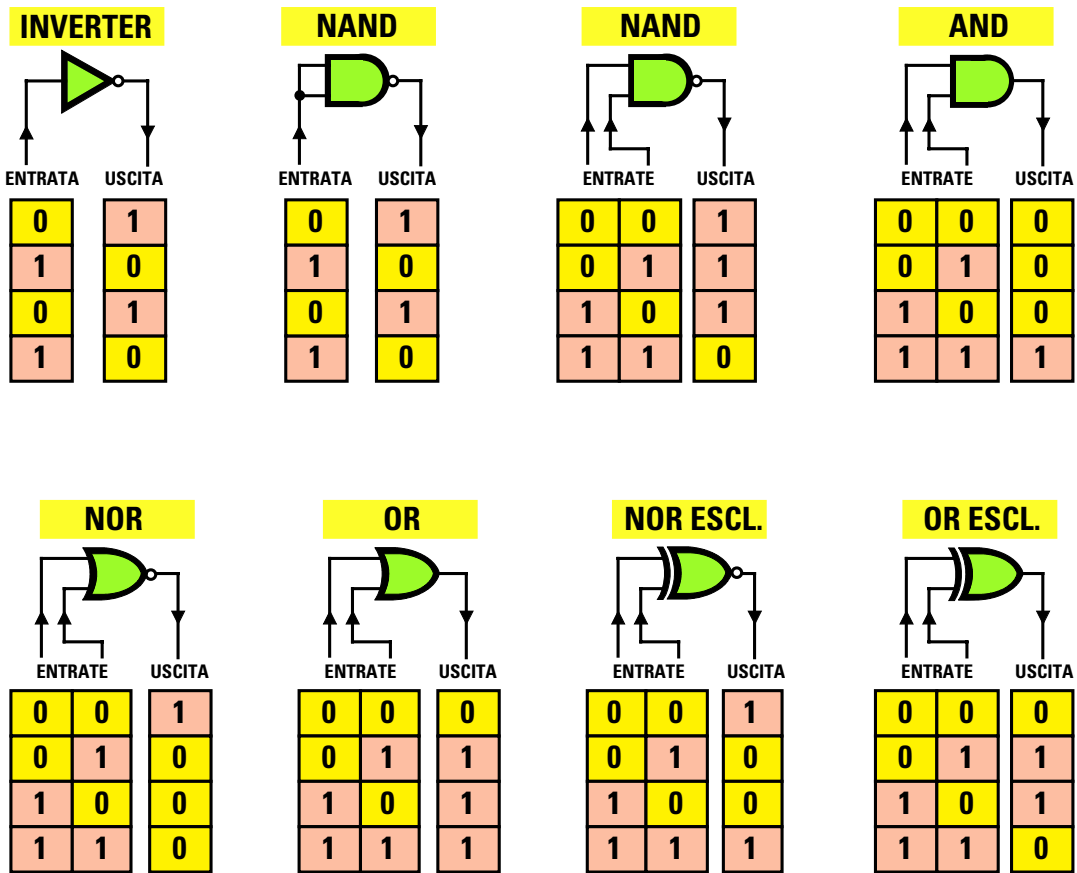 INVERTER NAND NAND AND
ENTRATA USCITA ENTRATA USCITA ENTRATE USCITA ENTRATE USCITA
0 1 0 1 0 0 1 0 0 0
1 0 1 0 0 1 1 0 1 0
0 1 0 1 1 0 1 1 0 0
1 0 1 0 1 1 0 1 1 1
NOR OR NOR ESCL. OR ESCL.
ENTRATE USCITA ENTRATE USCITA ENTRATE USCITA ENTRATE USCITA
0 0 1 0 0 0 0 0 1 0 0 0
0 1 0 0 1 1 0 1 0 0 1 1
1 0 0 1 0 1 1 0 0 1 0 1
1 1 0 1 1 1 1 1 1 1 1 0